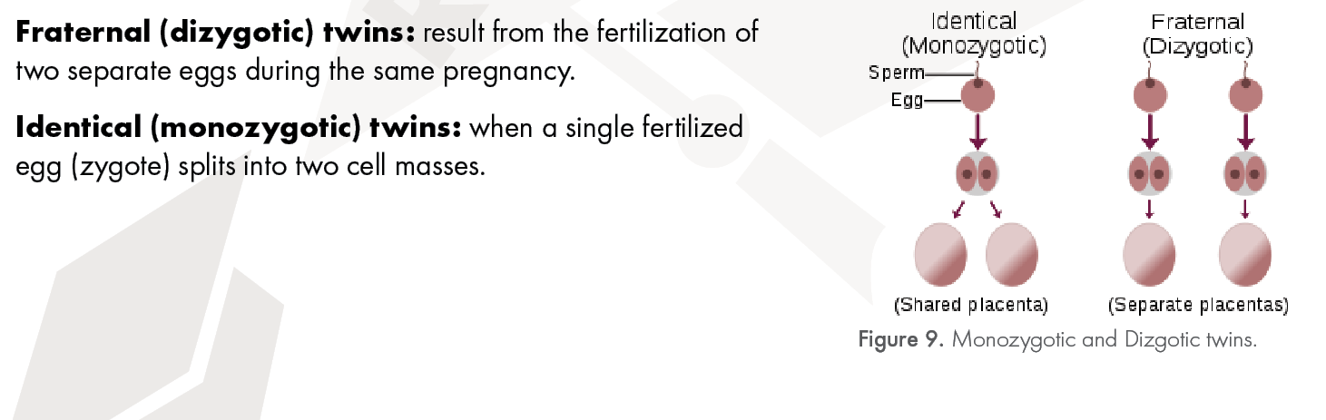 Fraternal (dizygotic) twins: result from the fertilization of
two separate eggs during the same pregnancy.
Identical (monozygotic) twins: when a single fertilized
egg (zygote) splits into two cell masses.
Identical
(Monozygotic)
Fraternal
(Dizygotic)
Sperm
Egg
(Shared placenta)
(Separate placentas)
Figure 9. Monozygotic and Dizgotic twins.